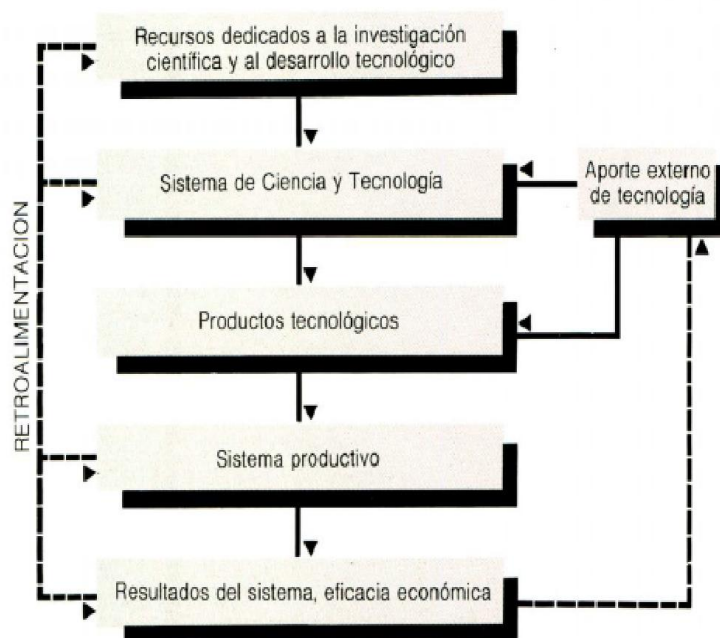 Recursos dedicados a la investigación
científica y al desarrollo tecnológico
Sistema de Ciencia y Tecnología
Aporte externo
de tecnología
Productos tecnológicos
Sistema productivo
Resultados del sistema, eficacia económica
RETROALIMENTACION